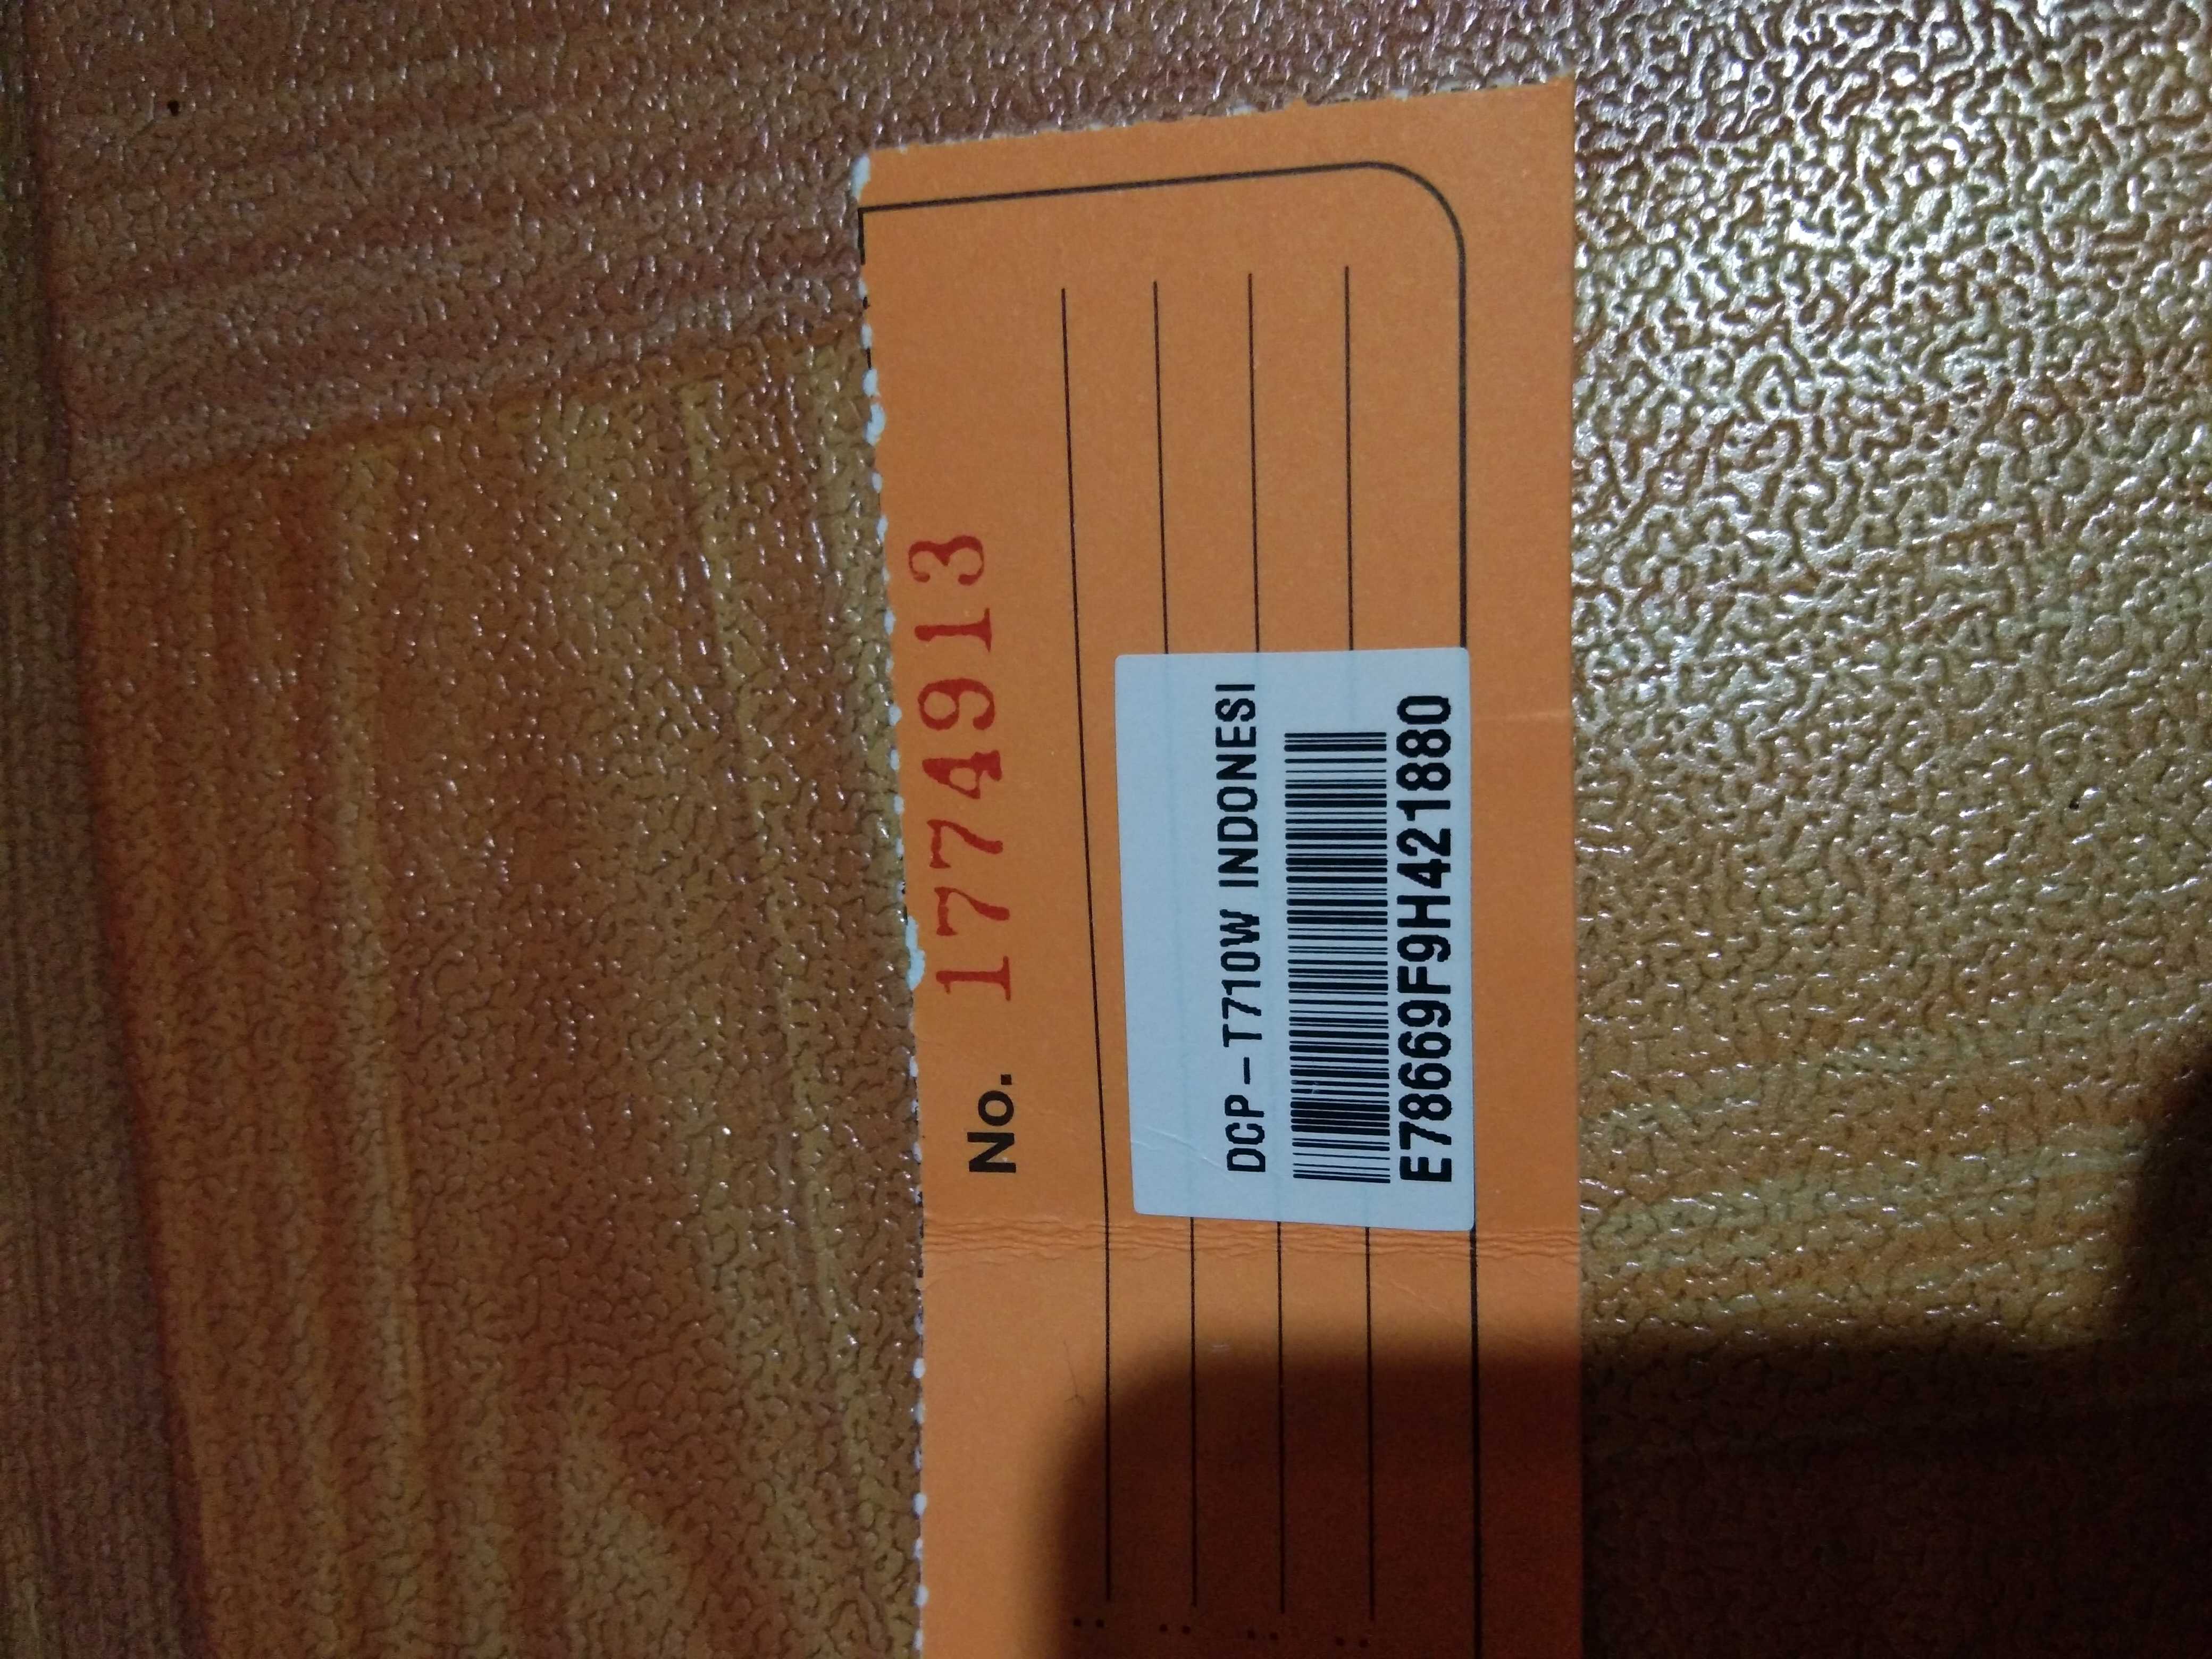 No. 1774913
DCP-T710W INDONESI
E78669F9H421880